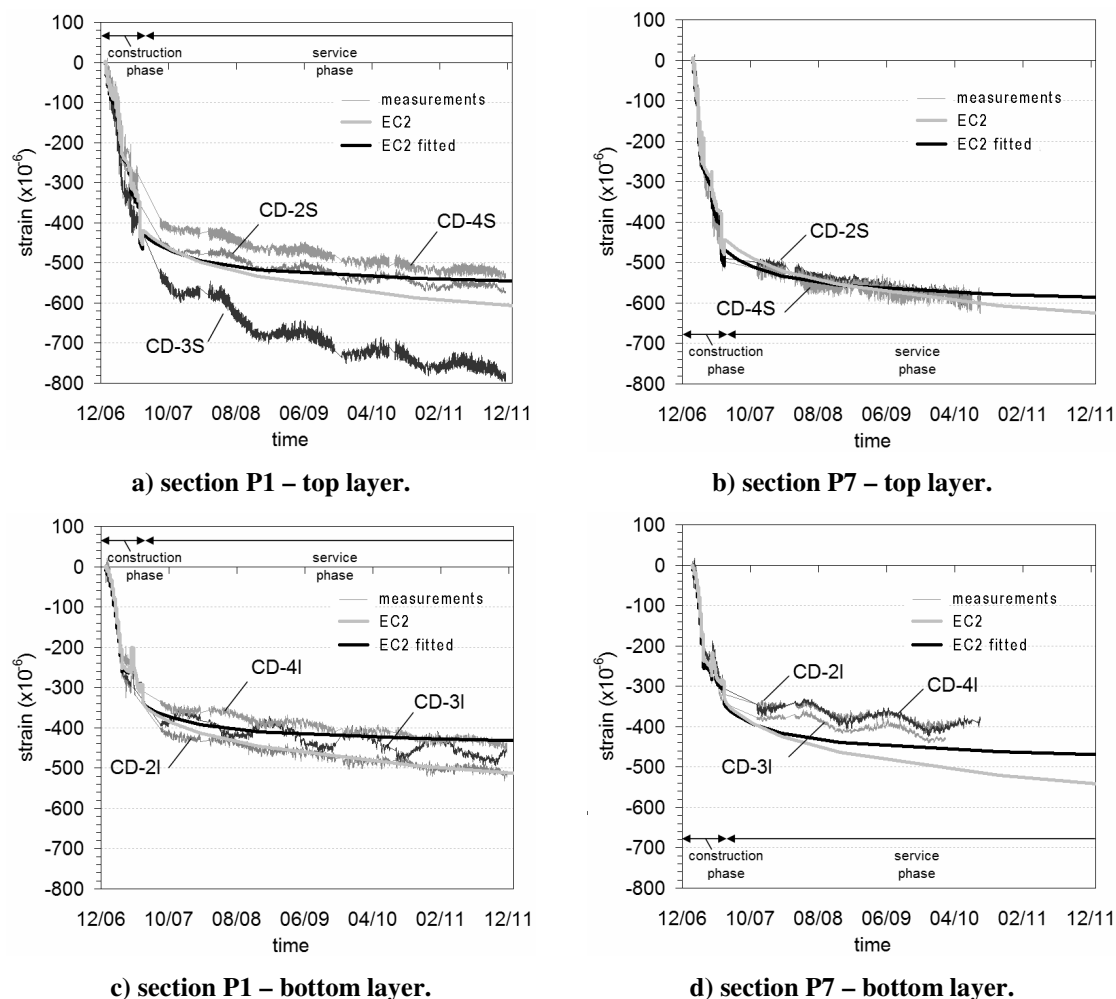 100
0
-100
-200
-300
-400
-500
-600
-700
-800
strain (x10-6)
construction phase
service phase
measurements
EC2
EC2 fitted
CD-2S
CD-4S
CD-3S
12/06 10/07 08/08 06/09 04/10 02/11 12/11
time
a) section P1 – top layer.
100
0
-100
-200
-300
-400
-500
-600
-700
-800
strain (x10-6)
measurements
EC2
EC2 fitted
CD-2S
CD-4S
construction phase
service phase
12/06 10/07 08/08 06/09 04/10 02/11 12/11
time
b) section P7 – top layer.
100
0
-100
-200
-300
-400
-500
-600
-700
-800
strain (x10-6)
construction phase
service phase
measurements
EC2
EC2 fitted
CD-4I
CD-3I
CD-2I
12/06 10/07 08/08 06/09 04/10 02/11 12/11
time
c) section P1 – bottom layer.
100
0
-100
-200
-300
-400
-500
-600
-700
-800
strain (x10-6)
measurements
EC2
EC2 fitted
CD-2I
CD-4I
CD-3I
construction phase
service phase
12/06 10/07 08/08 06/09 04/10 02/11 12/11
time
d) section P7 – bottom layer.